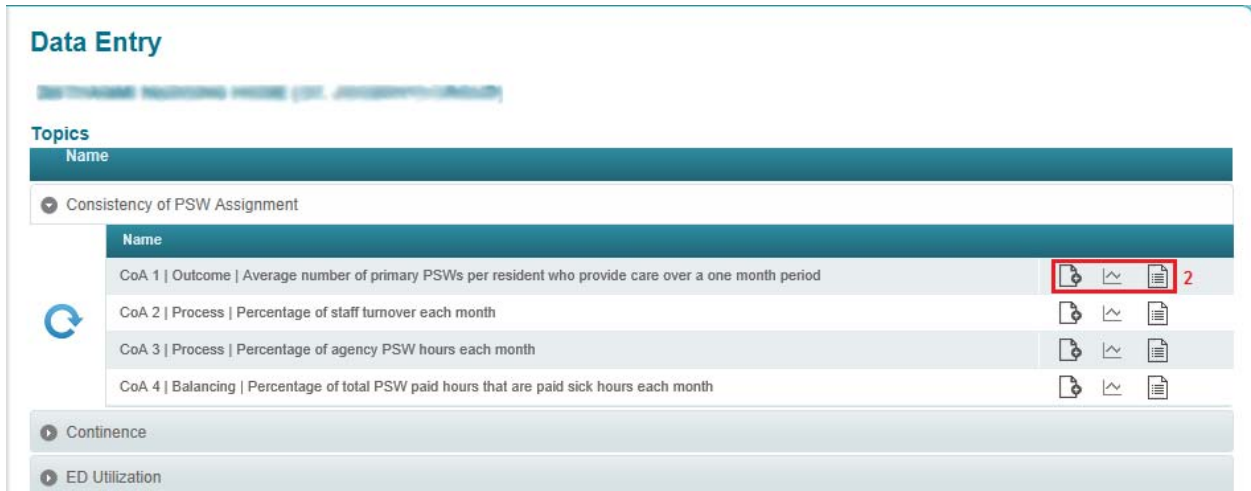 Data Entry
Topics
Name
Consistency of PSW Assignment
Name
CoA 1 | Outcome | Average number of primary PSWs per resident who provide care over a one month period
2
CoA 2 | Process | Percentage of staff turnover each month
CoA 3 | Process | Percentage of agency PSW hours each month
CoA 4 | Balancing | Percentage of total PSW paid hours that are paid sick hours each month
Continence
ED Utilization